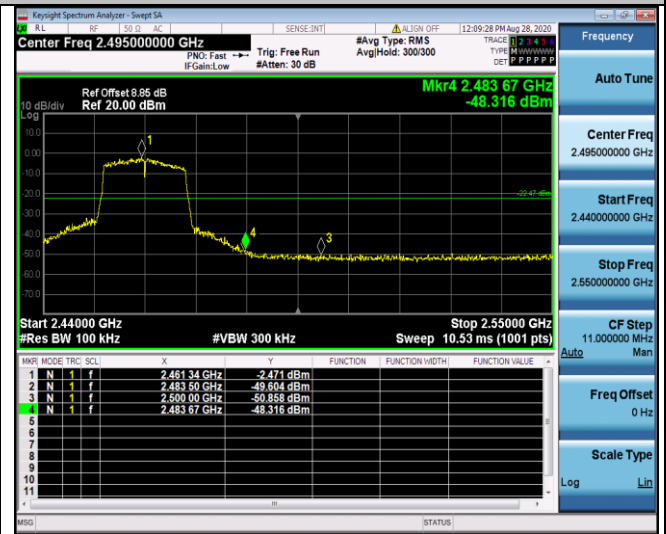 Keysight Spectrum Analyzer - Swept SA
RL RF 50 Ω AC SENSE:INT ALIGN OFF 12:09:28 PM Aug 28, 2020
Center Freq 2.495000000 GHz
PNO: Fast
IFGain:Low
Trig: Free Run
#Atten: 30 dB
#Avg Type: RMS
Avg|Hold: 300/300
TRACE 1 2 3 4 5 6
TYPE M W W W W W
DET P P P P P P
Ref Offset 8.85 dB
Ref 20.00 dBm
10 dB/div
Log
Mkr4 2.483 67 GHz
-48.316 dBm
10.0
0.00
-10.0
-20.0
-30.0
-40.0
-50.0
-60.0
-70.0
1
4
3
-22.47 dBm
Start 2.44000 GHz
#Res BW 100 kHz
#VBW 300 kHz
Stop 2.55000 GHz
Sweep 10.53 ms (1001 pts)
MKR MODE TRC SCL X Y FUNCTION FUNCTION WIDTH FUNCTION VALUE
1 N 1 f 2.461 34 GHz -2.471 dBm
2 N 1 f 2.483 50 GHz -49.604 dBm
3 N 1 f 2.500 00 GHz -50.858 dBm
4 N 1 f 2.483 67 GHz -48.316 dBm
5
6
7
8
9
10
11
MSG
STATUS
Frequency
Auto Tune
Center Freq
2.495000000 GHz
Start Freq
2.440000000 GHz
Stop Freq
2.550000000 GHz
CF Step
11.000000 MHz
Auto Man
Freq Offset
0 Hz
Scale Type
Log Lin